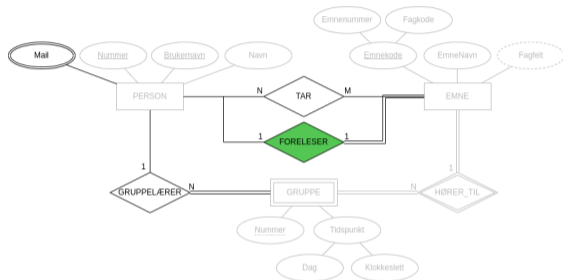 Emnenummer
Fagkode
Mail
Nummer
Brukernavn
Navn
Emnekode
EmneNavn
Fagfelt
PERSON
N
TAR
M
EMNE
1
FORELESER
1
1
1
GRUPPELÆRER
N
GRUPPE
N
HØRER_TIL
Nummer
Tidspunkt
Dag
Klokkeslett